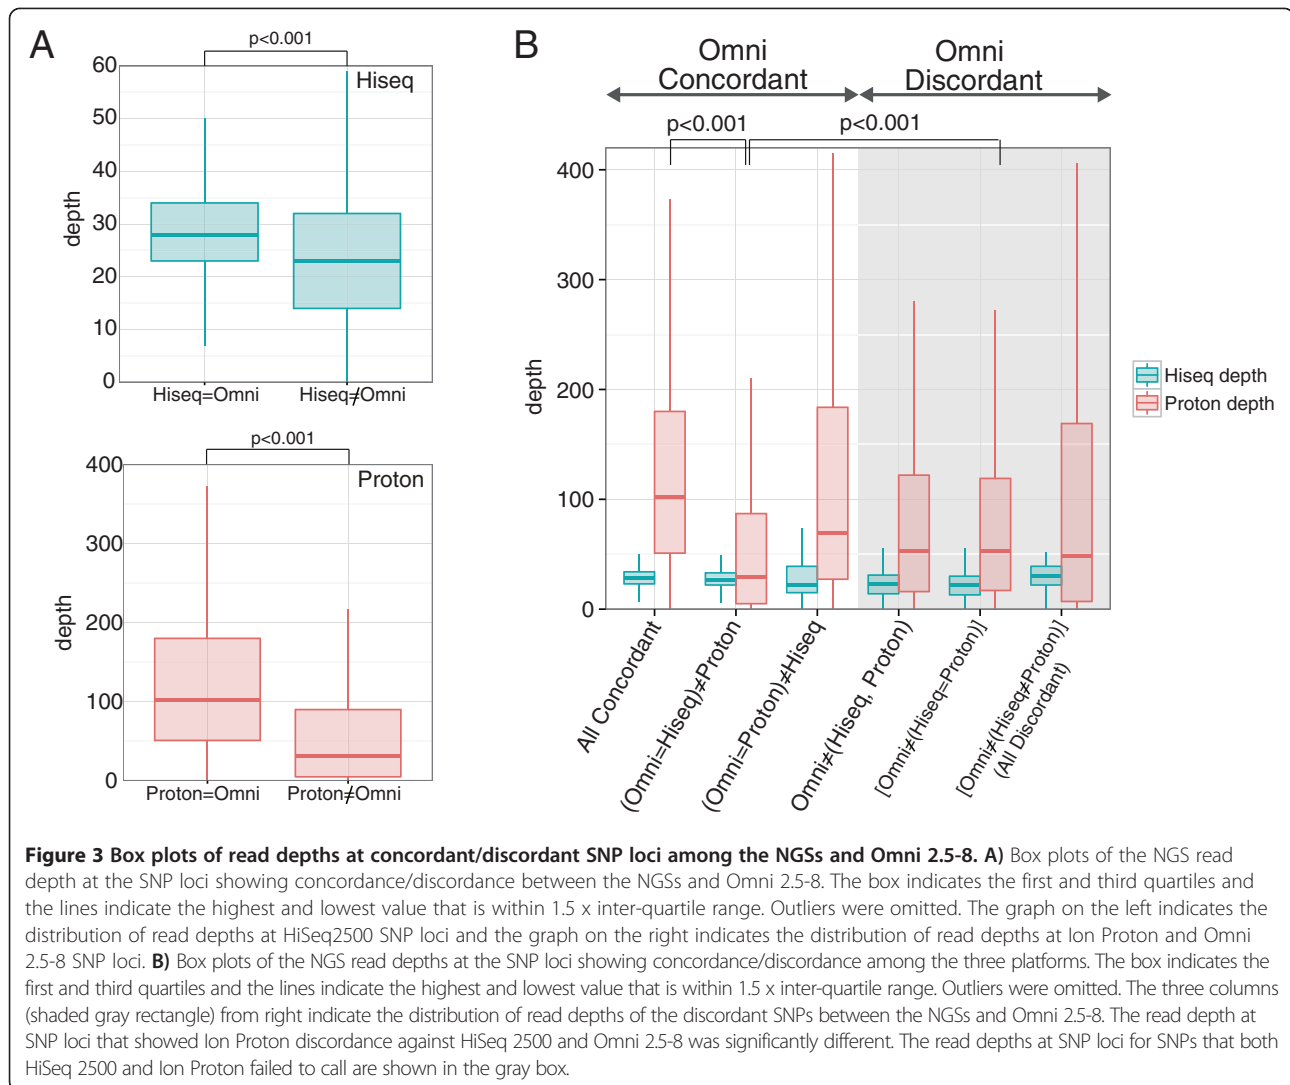 A
p<0.001
Hiseq
60
50
40
30
20
10
0
depth
Hiseq=Omni
Hiseq≠Omni
p<0.001
Proton
400
300
200
100
0
depth
Proton=Omni
Proton≠Omni
B
Omni
Concordant
Omni
Discordant
p<0.001
p<0.001
400
300
200
100
0
depth
All Concordant
(Omni=Hiseq)≠Proton
(Omni=Proton)≠Hiseq
Omni≠(Hiseq, Proton)
[Omni≠(Hiseq=Proton)]
[Omni≠(Hiseq≠Proton)]
(All Discordant)
Hiseq depth
Proton depth
Figure 3 Box plots of read depths at concordant/discordant SNP loci among the NGSs and Omni 2.5-8. A) Box plots of the NGS read
depth at the SNP loci showing concordance/discordance between the NGSs and Omni 2.5-8. The box indicates the first and third quartiles and
the lines indicate the highest and lowest value that is within 1.5 x inter-quartile range. Outliers were omitted. The graph on the left indicates the
distribution of read depths at HiSeq2500 SNP loci and the graph on the right indicates the distribution of read depths at Ion Proton and Omni
2.5-8 SNP loci. B) Box plots of the NGS read depths at the SNP loci showing concordance/discordance among the three platforms. The box indicates the
first and third quartiles and the lines indicate the highest and lowest value that is within 1.5 x inter-quartile range. Outliers were omitted. The three columns
(shaded gray rectangle) from right indicate the distribution of read depths of the discordant SNPs between the NGSs and Omni 2.5-8. The read depth at
SNP loci that showed Ion Proton discordance against HiSeq 2500 and Omni 2.5-8 was significantly different. The read depths at SNP loci for SNPs that both
HiSeq 2500 and Ion Proton failed to call are shown in the gray box.